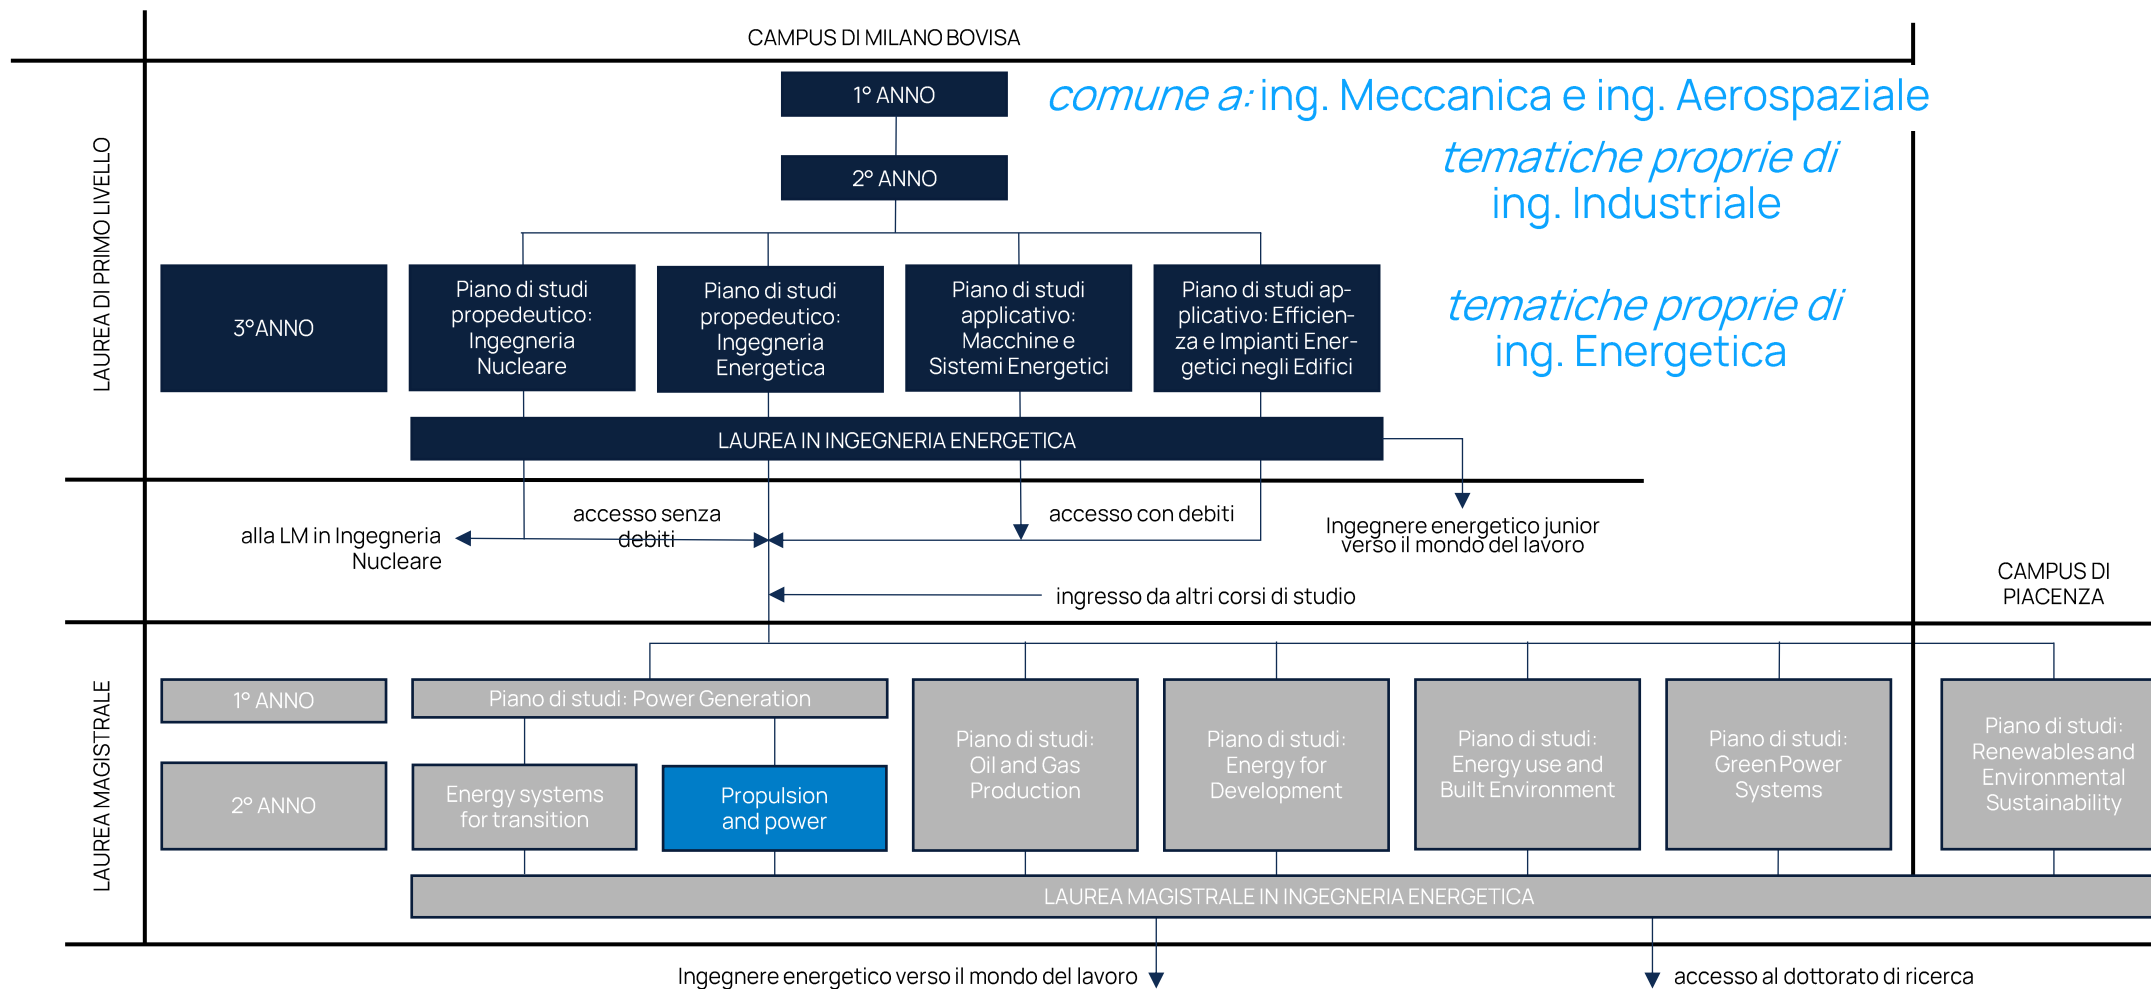 CAMPUS DI MILANO BOVISA
1° ANNO
comune a: ing. Meccanica e ing. Aerospaziale
LAUREA DI PRIMO LIVELLO
2° ANNO
tematiche proprie di
ing. Industriale
3°ANNO
Piano di studi
propedeutico:
Ingegneria
Nucleare
Piano di studi
propedeutico:
Ingegneria
Energetica
Piano di studi
applicativo:
Macchine e
Sistemi Energetici
Piano di studi ap-
plicativo: Efficien-
za e Impianti Ener-
getici negli Edifici
tematiche proprie di
ing. Energetica
LAUREA IN INGEGNERIA ENERGETICA
alla LM in Ingegneria
Nucleare
accesso senza
debiti
accesso con debiti
Ingegnere energetico junior
verso il mondo del lavoro
ingresso da altri corsi di studio
CAMPUS DI
PIACENZA
LAUREA MAGISTRALE
1° ANNO
Piano di studi: Power Generation
2° ANNO
Energy systems
for transition
Propulsion
and power
Piano di studi:
Oil and Gas
Production
Piano di studi:
Energy for
Development
Piano di studi:
Energy use and
Built Environment
Piano di studi:
Green Power
Systems
Piano di studi:
Renewables and
Environmental
Sustainability
LAUREA MAGISTRALE IN INGEGNERIA ENERGETICA
Ingegnere energetico verso il mondo del lavoro
accesso al dottorato di ricerca